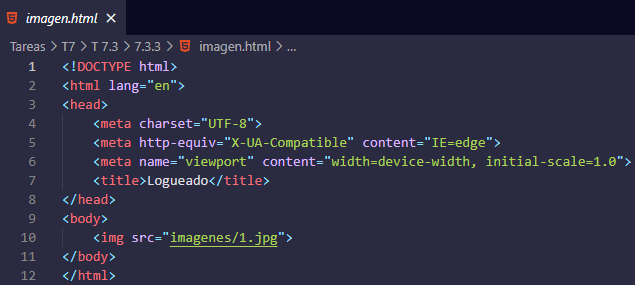 imagen.html ×
Tareas > T7 > T 7.3 > 7.3.3 > imagen.html > ...
1 <!DOCTYPE html>
2 <html lang="en">
3 <head>
4 <meta charset="UTF-8">
5 <meta http-equiv="X-UA-Compatible" content="IE=edge">
6 <meta name="viewport" content="width=device-width, initial-scale=1.0">
7 <title>Logueado</title>
8 </head>
9 <body>
10 <img src="imagenes/1.jpg">
11 </body>
12 </html>